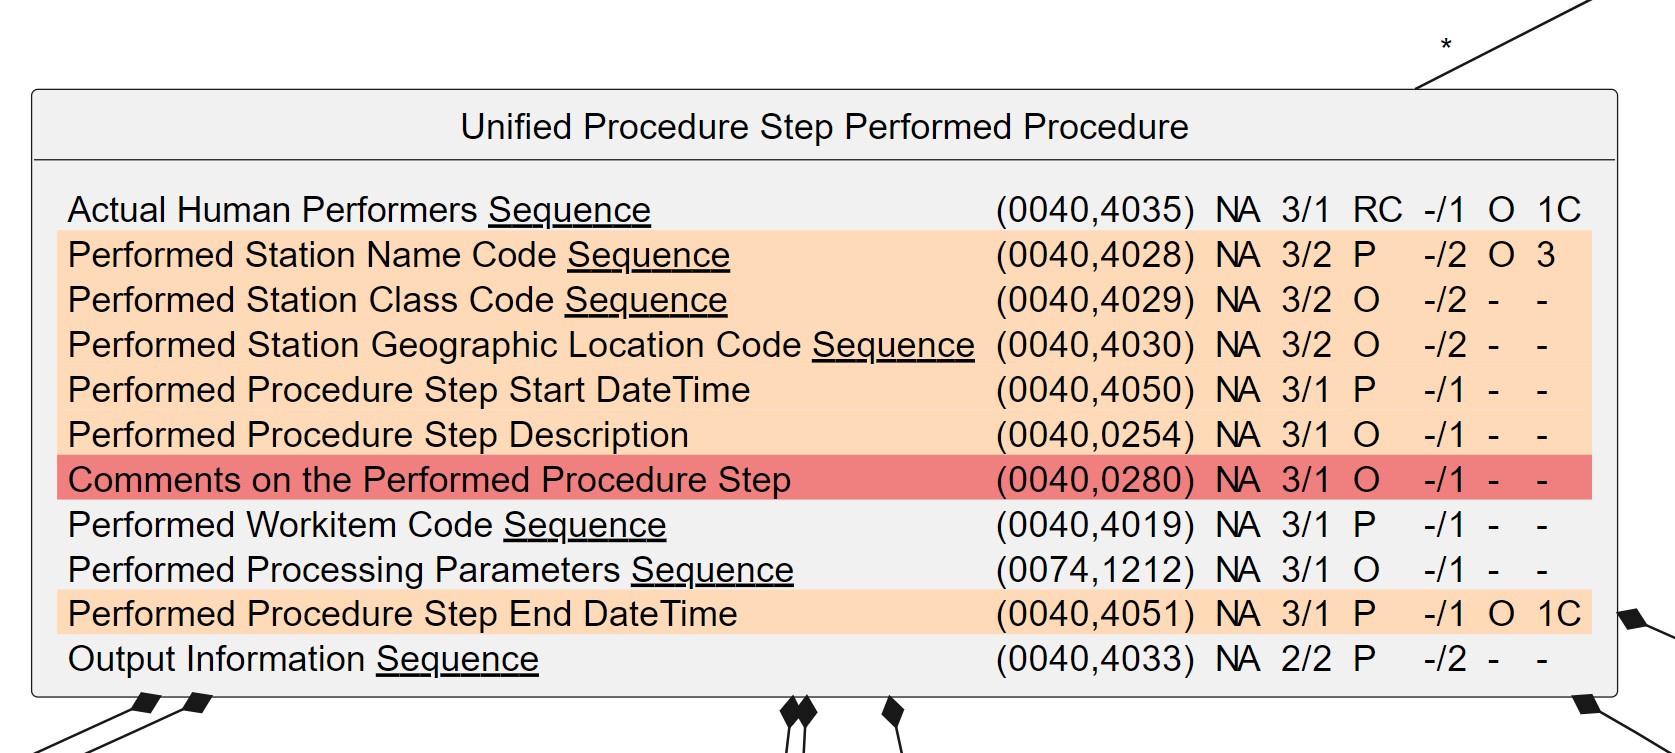 *
Unified Procedure Step Performed Procedure
Actual Human Performers Sequence (0040,4035) NA 3/1 RC -/1 O 1C
Performed Station Name Code Sequence (0040,4028) NA 3/2 P -/2 O 3
Performed Station Class Code Sequence (0040,4029) NA 3/2 O -/2 - -
Performed Station Geographic Location Code Sequence (0040,4030) NA 3/2 O -/2 - -
Performed Procedure Step Start DateTime (0040,4050) NA 3/1 P -/1 - -
Performed Procedure Step Description (0040,0254) NA 3/1 O -/1 - -
Comments on the Performed Procedure Step (0040,0280) NA 3/1 O -/1 - -
Performed Workitem Code Sequence (0040,4019) NA 3/1 P -/1 - -
Performed Processing Parameters Sequence (0074,1212) NA 3/1 O -/1 - -
Performed Procedure Step End DateTime (0040,4051) NA 3/1 P -/1 O 1C
Output Information Sequence (0040,4033) NA 2/2 P -/2 - -